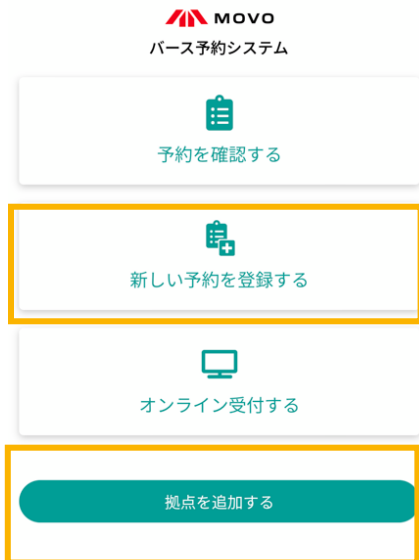 MOVO
バース予約システム
予約を確認する
新しい予約を登録する
オンライン受付する
拠点を追加する